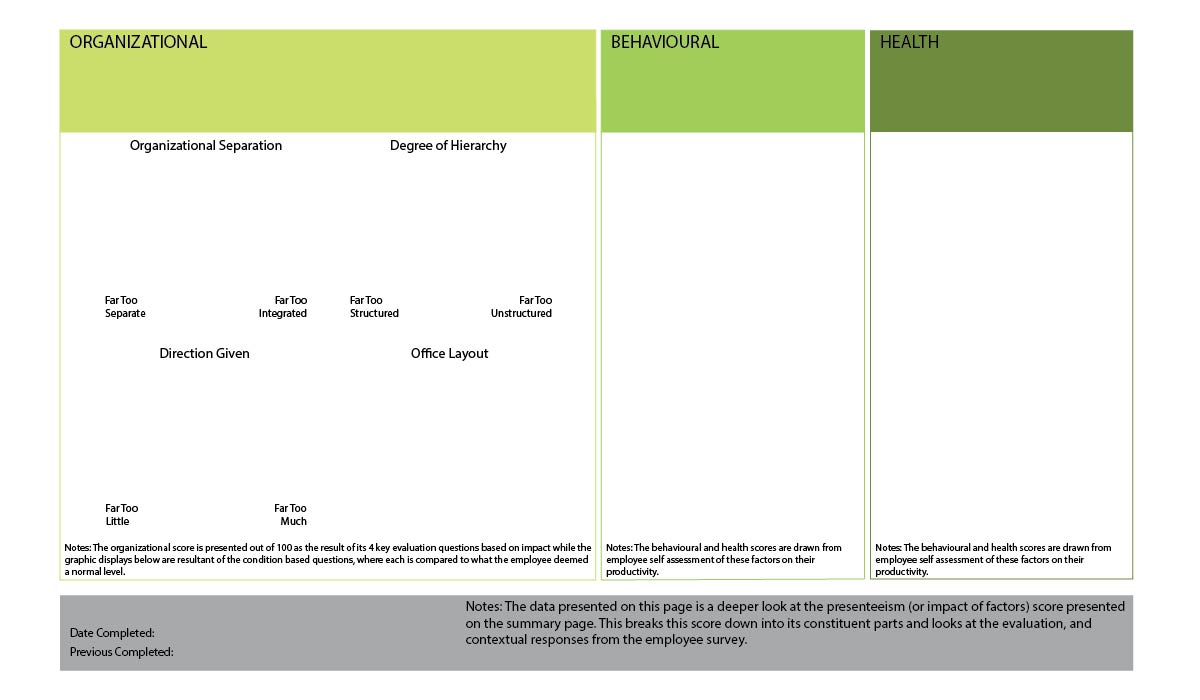 ORGANIZATIONAL
Organizational Separation
Degree of Hierarchy
Far Too
Separate
Far Too
Integrated
Far Too
Structured
Far Too
Unstructured
Direction Given
Office Layout
Far Too
Little
Far Too
Much
Notes: The organizational score is presented out of 100 as the result of its 4 key evaluation questions based on impact while the
graphic displays below are resultant of the condition based questions, where each is compared to what the employee deemed
a normal level.
BEHAVIOURAL
Notes: The behavioural and health scores are drawn from
employee self assessment of these factors on their
productivity.
HEALTH
Notes: The behavioural and health scores are drawn from
employee self assessment of these factors on their
productivity.
Date Completed:
Previous Completed:
Notes: The data presented on this page is a deeper look at the presenteeism (or impact of factors) score presented
on the summary page. This breaks this score down into its constituent parts and looks at the evaluation, and
contextual responses from the employee survey.